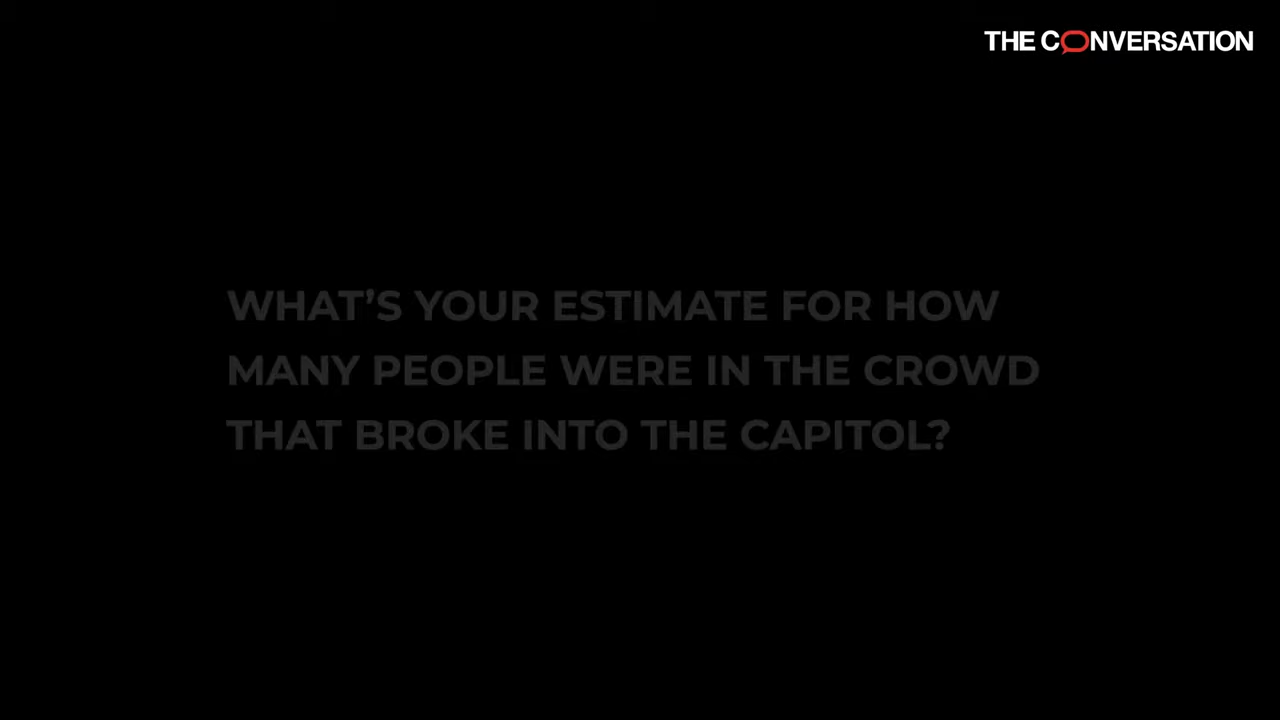 THE CONVERSATION
WHAT’S YOUR ESTIMATE FOR HOW
MANY PEOPLE WERE IN THE CROWD
THAT BROKE INTO THE CAPITOL?